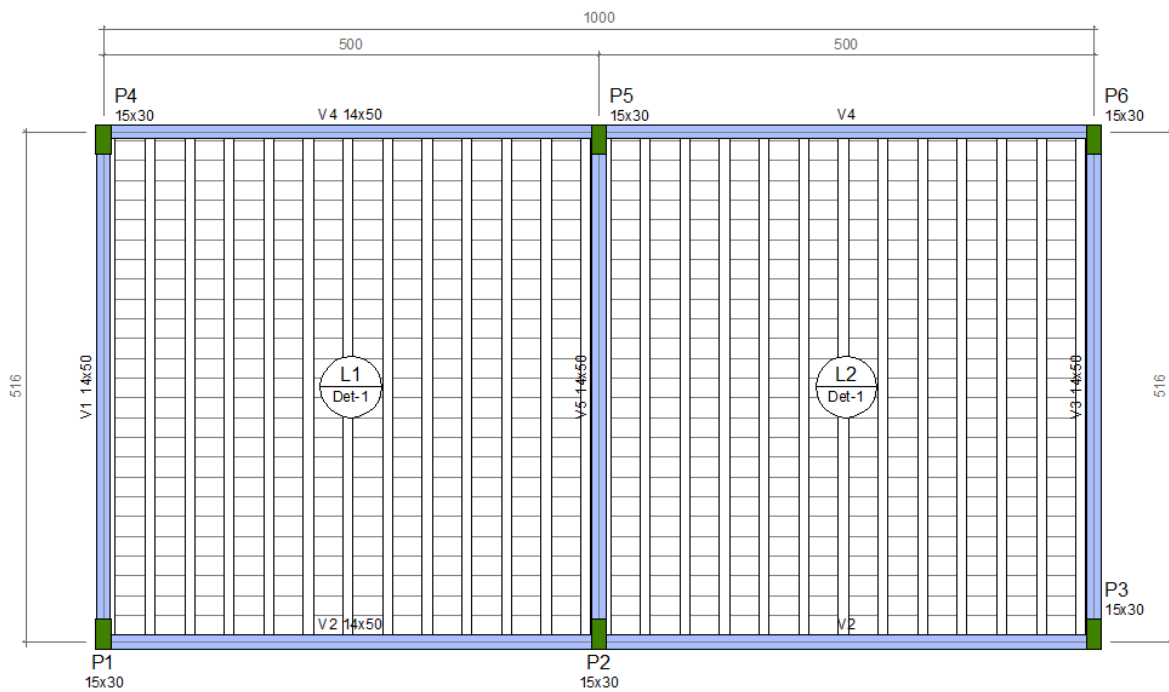 1000
500
500
P4
15x30
V4 14x50
P5
15x30
V4
P6
15x30
516
V1 14x50
L1
Det-1
V5 14x50
L2
Det-1
V3 14x50
516
P3
15x30
V2 14x50
V2
P1
15x30
P2
15x30